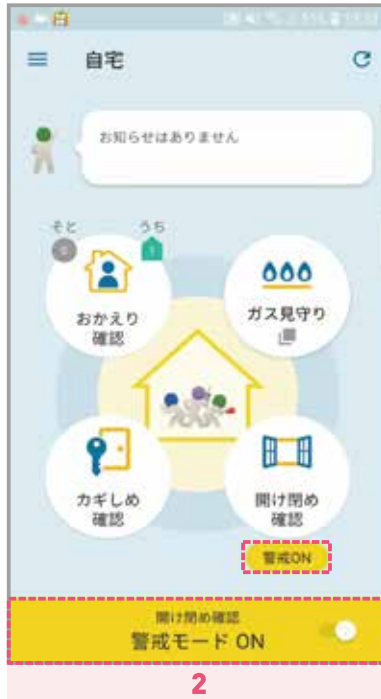 自宅
お知らせはありません
そと
うち
おかえり
確認
ガス見守り
カギしめ
確認
開け閉め
確認
警戒ON
開け閉め確認
警戒モード ON
2